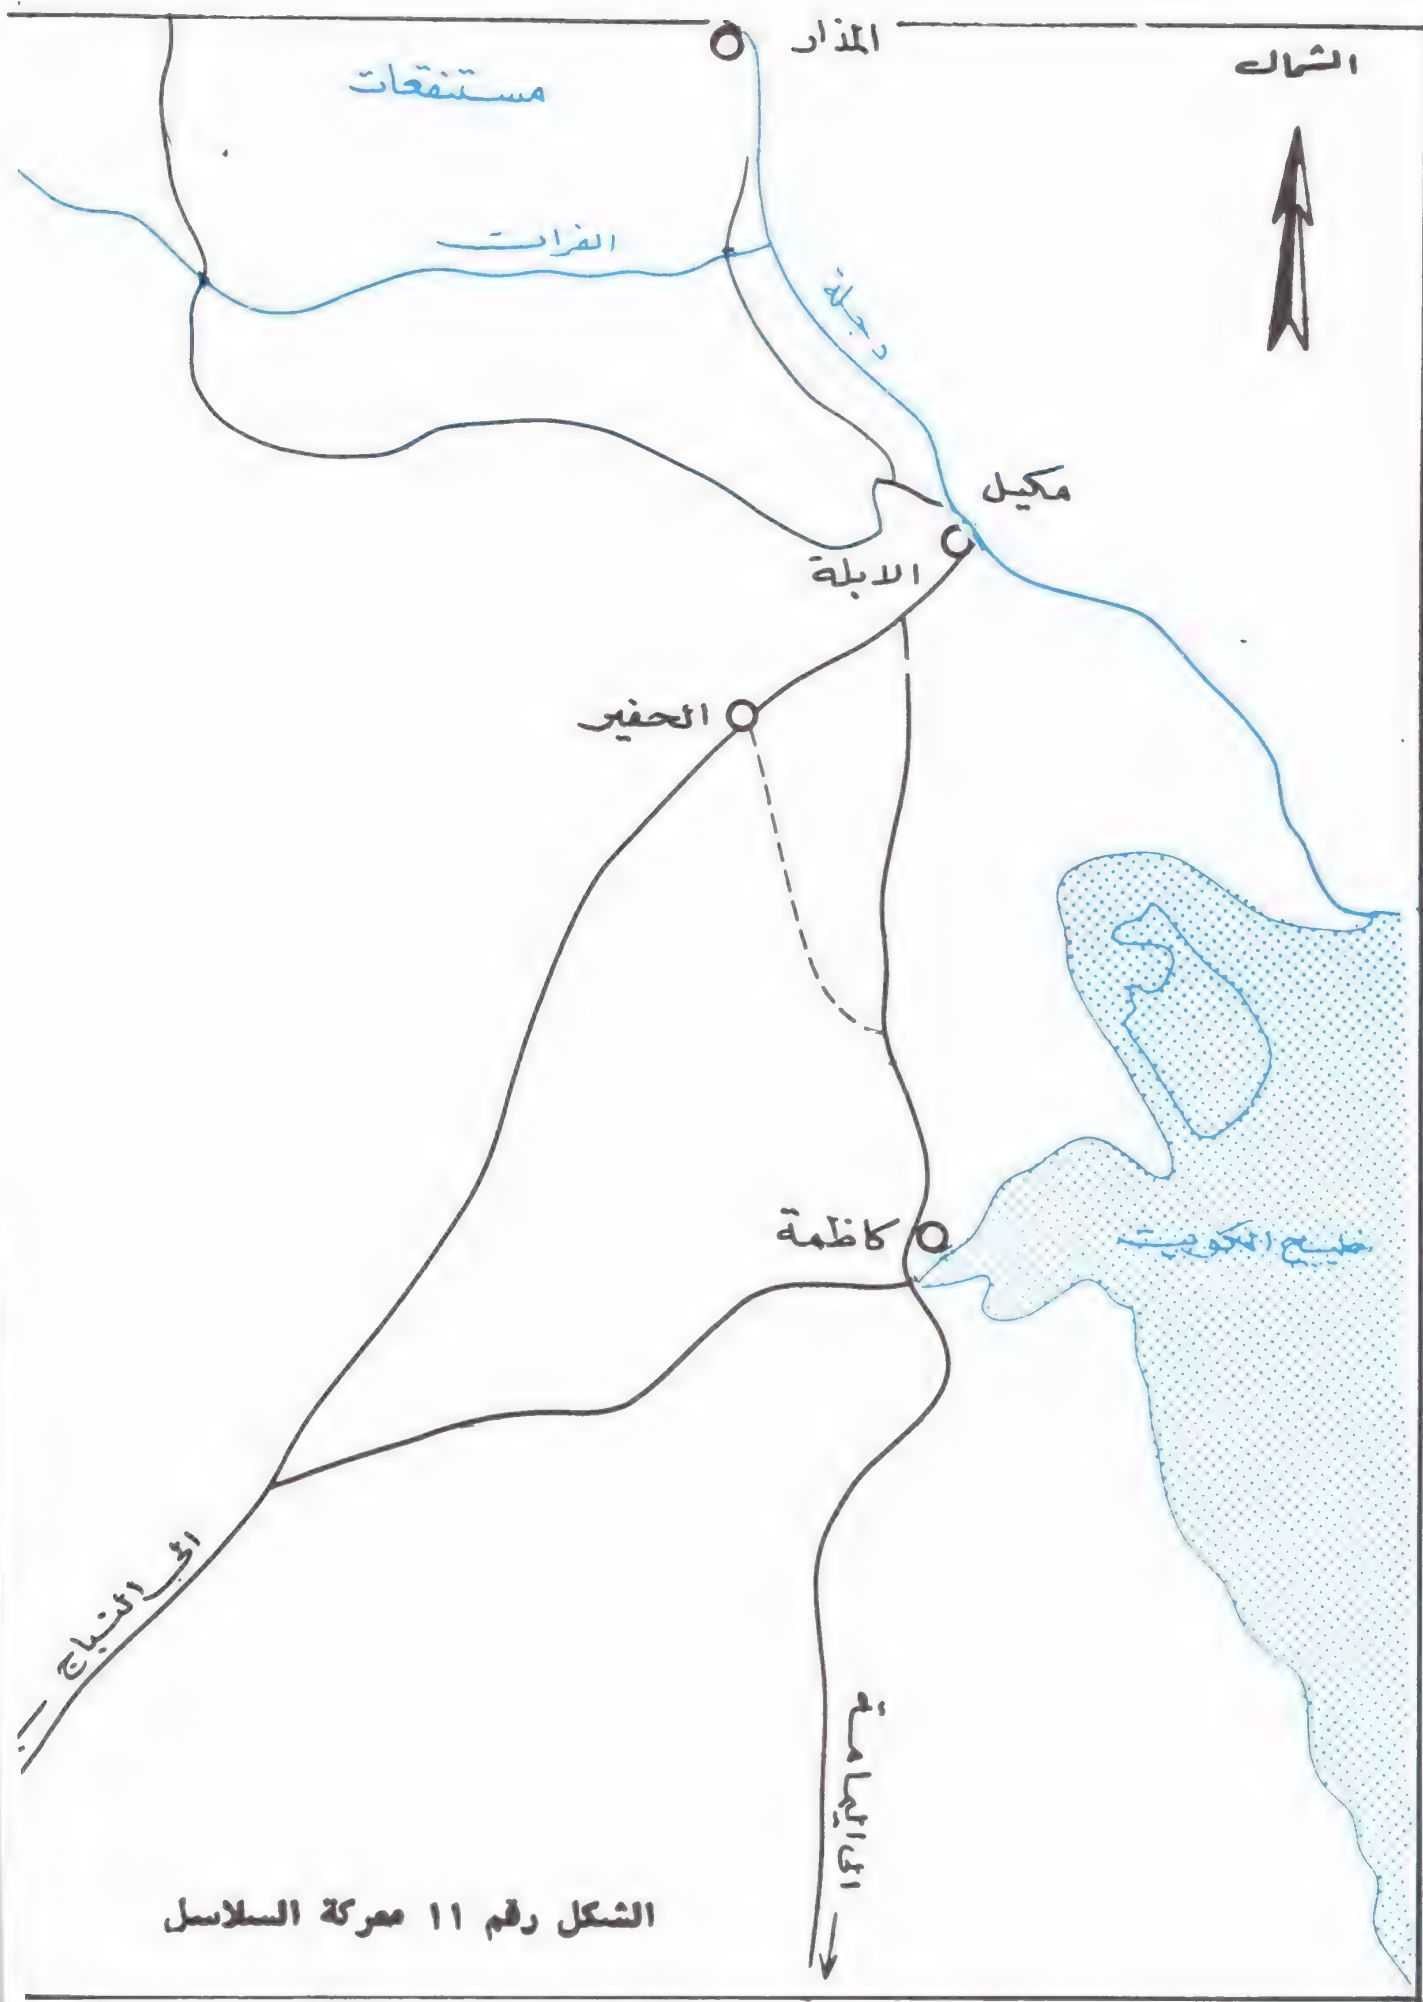 المذار
الشمال
مستنقعات
الفرات
دجلة
مكيل
الابلة
الحفير
كاظمة
خليج الكويت
الى النباج
الى اليمامة
الشكل رقم ١١ معركة السلاسل